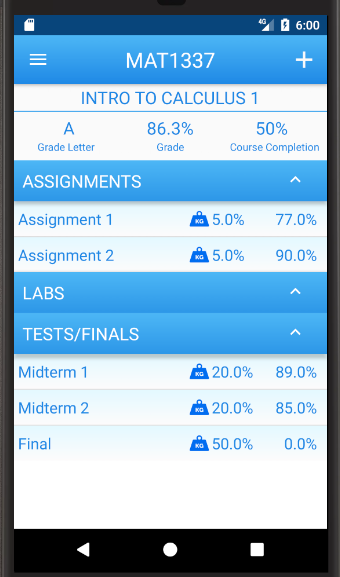 4G 6:00
MAT1337 +
INTRO TO CALCULUS 1
A 86.3% 50%
Grade Letter Grade Course Completion
ASSIGNMENTS
Assignment 1 KG 5.0% 77.0%
Assignment 2 KG 5.0% 90.0%
LABS
TESTS/FINALS
Midterm 1 KG 20.0% 89.0%
Midterm 2 KG 20.0% 85.0%
Final KG 50.0% 0.0%